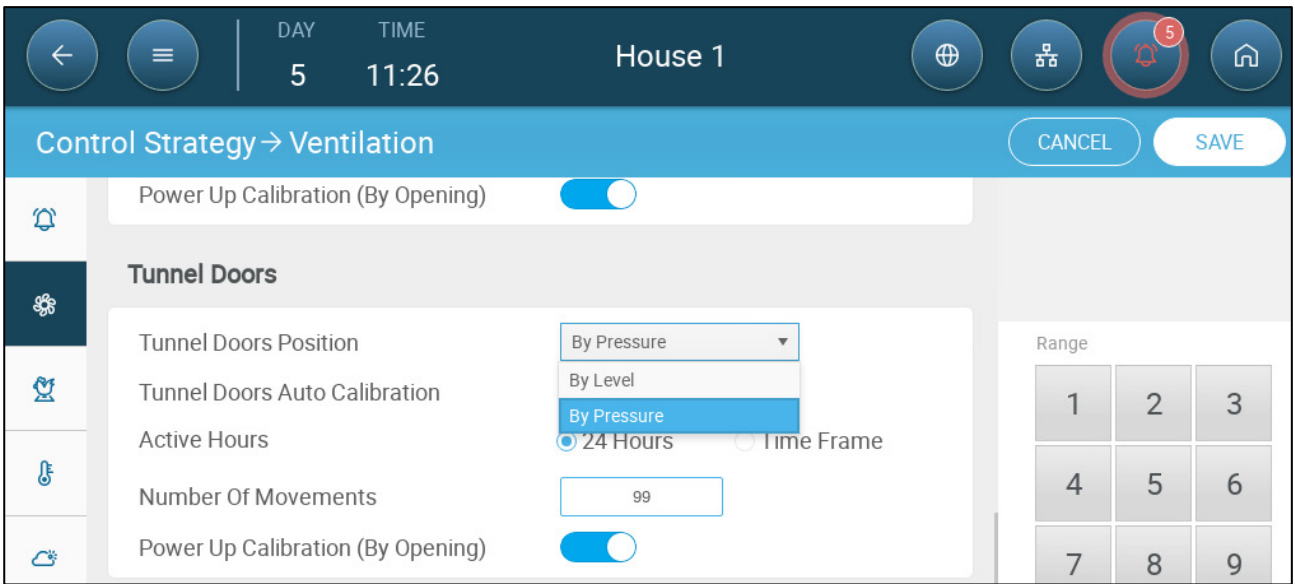 DAY TIME
5 11:26
House 1
5
Control Strategy → Ventilation
CANCEL
SAVE
Power Up Calibration (By Opening)
Tunnel Doors
Tunnel Doors Position
By Pressure
By Level
By Pressure
Tunnel Doors Auto Calibration
Active Hours
24 Hours
Time Frame
Number Of Movements
99
Power Up Calibration (By Opening)
Range
1 2 3
4 5 6
7 8 9